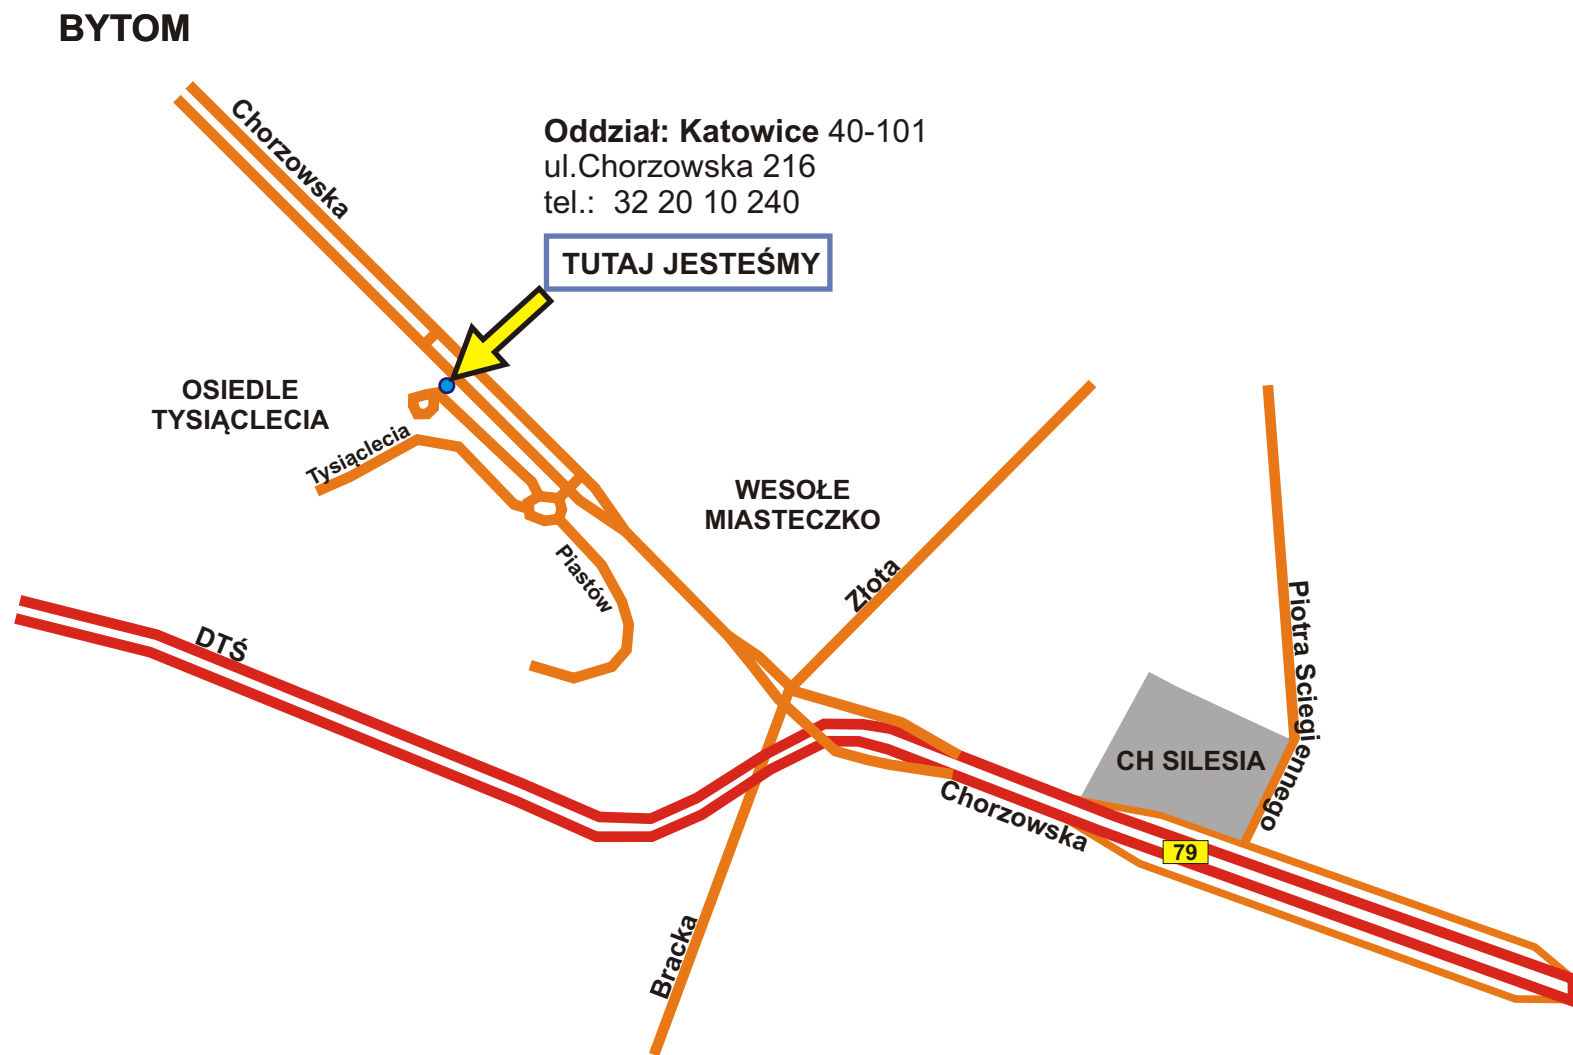 BYTOM
Chorzowska
Oddział: Katowice 40-101
ul.Chorzowska 216
tel.: 32 20 10 240
TUTAJ JESTEŚMY
OSIEDLE
TYSIĄCLECIA
Tysiąclecia
WESOŁE
MIASTECZKO
Piastów
Złota
Piotra Sciegiennego
DTŚ
CH SILESIA
Chorzowska
79
Bracka